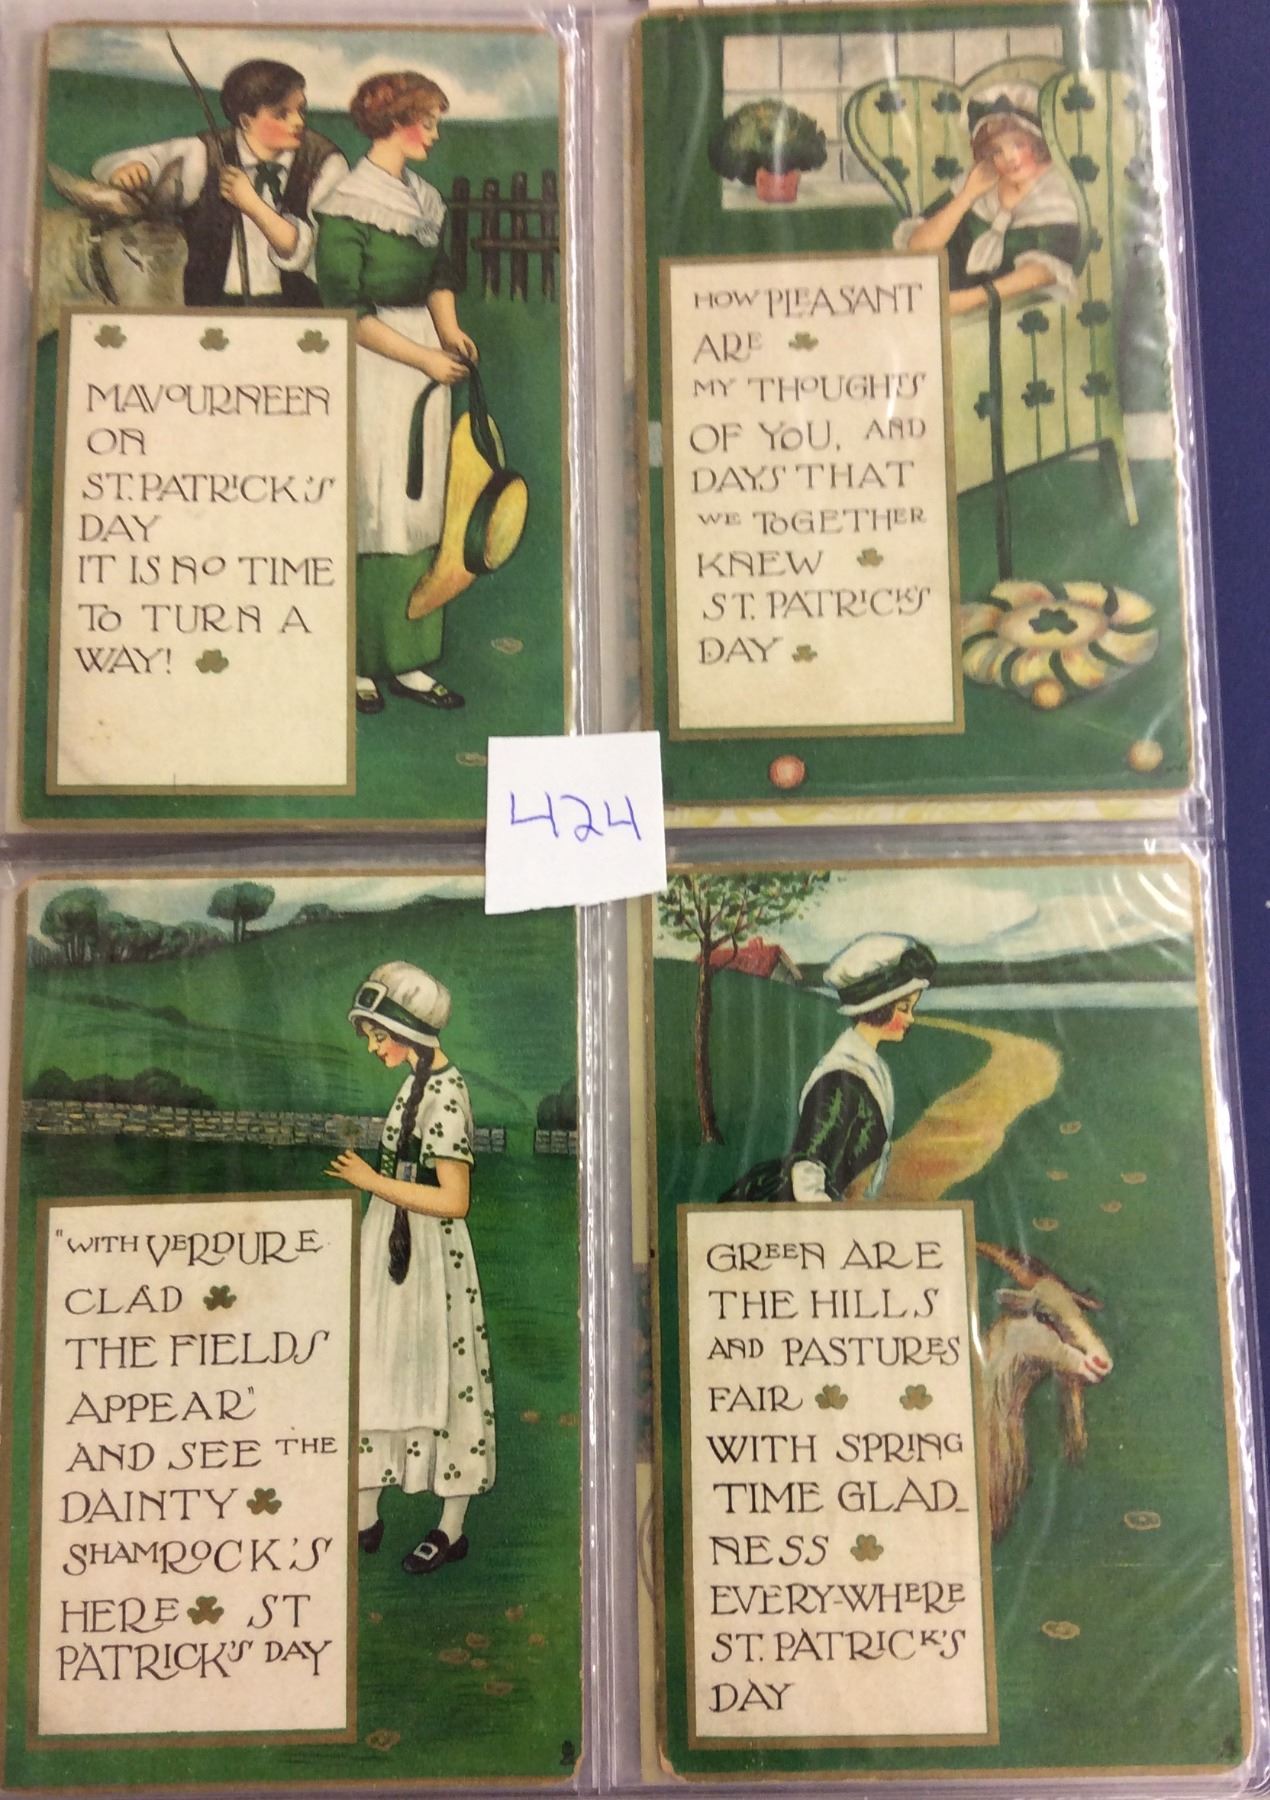 MAVOURNEEN
ON
ST. PATRICK'S
DAY
IT IS NO TIME
TO TURN A
WAY!
HOW PLEASANT
ARE
MY THOUGHTS
OF YOU, AND
DAYS THAT
WE TOGETHER
KNEW
ST. PATRICK'S
DAY
424
"WITH VERDURE
CLAD
THE FIELDS
APPEAR"
AND SEE THE
DAINTY
SHAMROCK'S
HERE ST
PATRICK'S DAY
GREEN ARE
THE HILLS
AND PASTURES
FAIR
WITH SPRING
TIME GLAD-
NESS
EVERY-WHERE
ST. PATRICK'S
DAY